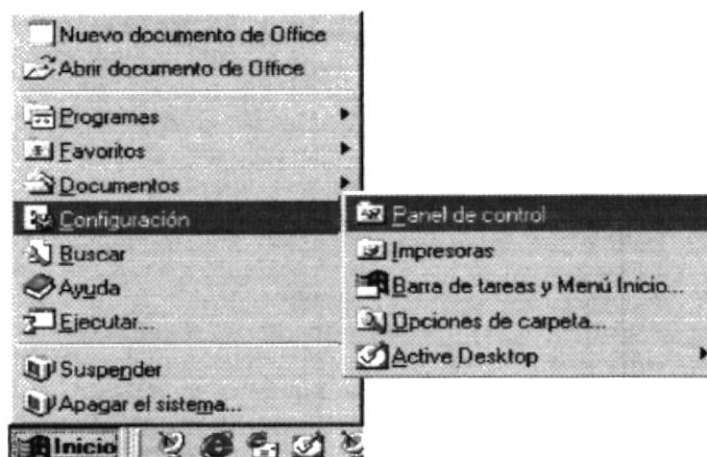 Nuevo documento de Office
Abrir documento de Office
Programas
Favoritos
Documentos
Configuración
Buscar
Ayuda
Ejecutar...
Suspender
Apagar el sistema...
Inicio
Panel de control
Impresoras
Barra de tareas y Menú Inicio...
Opciones de carpeta...
Active Desktop